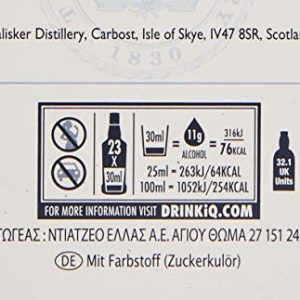 alisker Distillery, Carbost, Isle of Skye, IV47 8SR, Scotlan
1830
23
X
30ml
30ml = 11g = 316kJ
ALCOHOL 76KCAL
25ml = 263kJ/64KCAL
100ml = 1052kJ/254KCAL
32.1
UK
Units
FOR MORE INFORMATION VISIT DRINKiQ.COM
ΩΓΕΑΣ : ΝΤΙΑΤΖΕΟ ΕΛΛΑΣ Α.Ε. ΑΓΙΟΥ ΘΩΜΑ 27 151 24
DE Mit Farbstoff (Zuckerkulör)